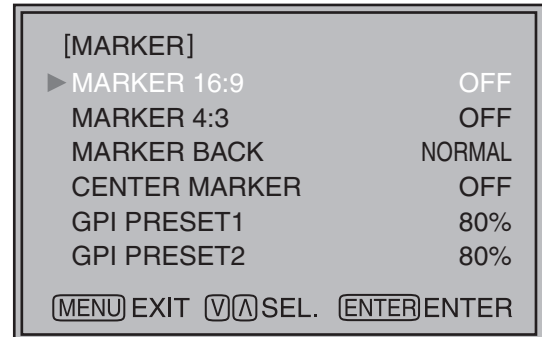 [MARKER]
MARKER 16:9 OFF
MARKER 4:3 OFF
MARKER BACK NORMAL
CENTER MARKER OFF
GPI PRESET1 80%
GPI PRESET2 80%
MENU EXIT V Λ SEL. ENTER ENTER